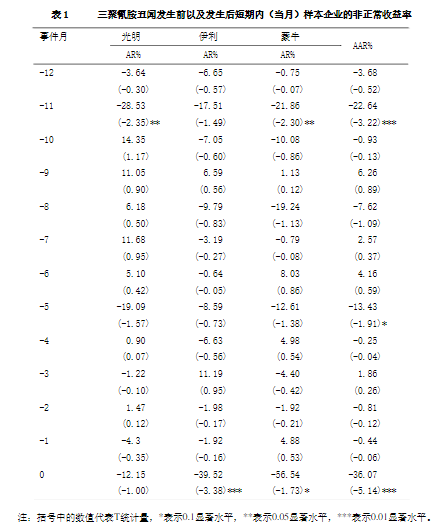 表 1 三聚氰胺丑闻发生前以及发生后短期内（当月）样本企业的非正常收益率
事件月 光明 伊利 蒙牛 AAR%
AR% AR% AR%
-12 -3.64 -6.65 -0.75 -3.68
(-0.30) (-0.57) (-0.07) (-0.52)
-11 -28.53 -17.51 -21.86 -22.64
(-2.35)** (-1.49) (-2.30)** (-3.22)***
-10 14.35 -7.05 -10.08 -0.93
(1.17) (-0.60) (-0.86) (-0.13)
-9 11.05 6.59 1.13 6.26
(0.90) (0.56) (0.12) (0.89)
-8 6.18 -9.79 -19.24 -7.62
(0.50) (-0.83) (-1.13) (-1.09)
-7 11.68 -3.19 -0.79 2.57
(0.95) (-0.27) (-0.08) (0.37)
-6 5.10 -0.64 8.03 4.16
(0.42) (-0.05) (0.86) (0.59)
-5 -19.09 -8.59 -12.61 -13.43
(-1.57) (-0.73) (-1.38) (-1.91)*
-4 0.90 -6.63 4.98 -0.25
(0.07) (-0.56) (0.54) (-0.04)
-3 -1.22 11.19 -4.40 1.86
(-0.10) (0.95) (-0.42) (0.26)
-2 1.47 -1.98 -1.92 -0.81
(0.12) (-0.17) (-0.21) (-0.12)
-1 -4.3 -1.92 4.88 -0.44
(-0.35) (-0.16) (0.53) (-0.06)
0 -12.15 -39.52 -56.54 -36.07
(-1.00) (-3.38)*** (-1.73)* (-5.14)***
注：括号中的数值代表T统计量，*表示0.1显著水平，**表示0.05显著水平，***表示0.01显著水平。